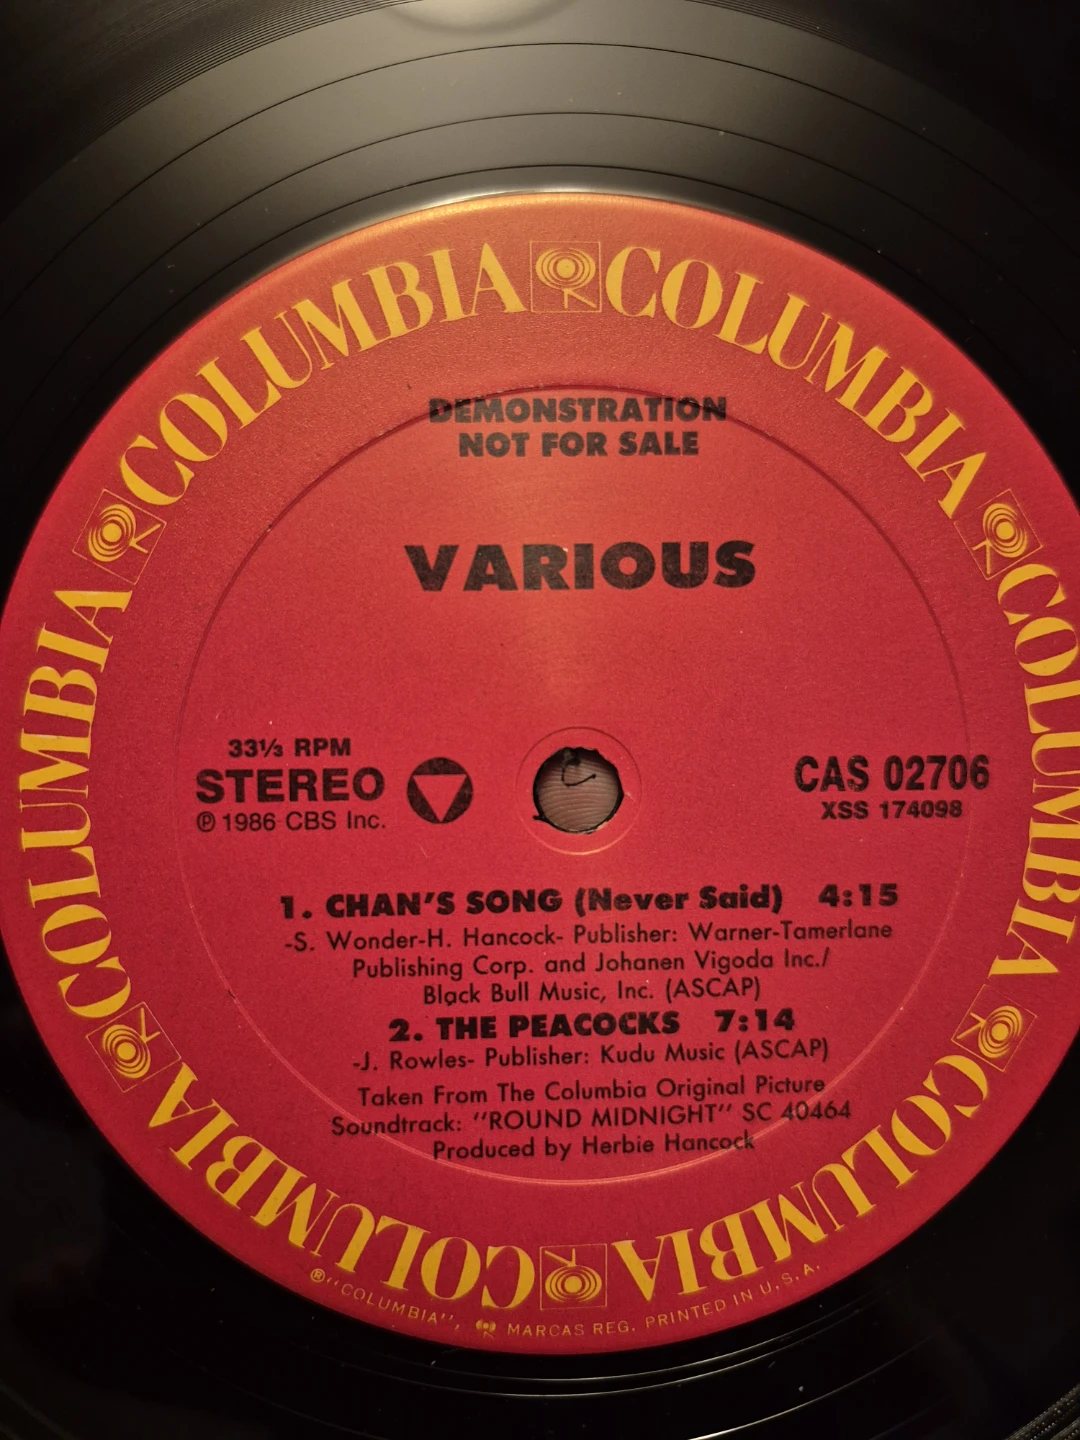 COLUMBIA COLUMBIA COLUMBIA COLUMBIA COLUMBIA COLUMBIA COLUMBIA COLUMBIA
DEMONSTRATION
NOT FOR SALE
VARIOUS
33⅓ RPM
STEREO
℗ 1986 CBS Inc.
CAS 02706
XSS 174098
1. CHAN'S SONG (Never Said) 4:15
-S. Wonder-H. Hancock- Publisher: Warner-Tamerlane
Publishing Corp. and Johanen Vigoda Inc./
Black Bull Music, Inc. (ASCAP)
2. THE PEACOCKS 7:14
-J. Rowles- Publisher: Kudu Music (ASCAP)
Taken From The Columbia Original Picture
Soundtrack: "ROUND MIDNIGHT" SC 40464
Produced by Herbie Hancock
®"COLUMBIA", MARCAS REG. PRINTED IN U.S.A.